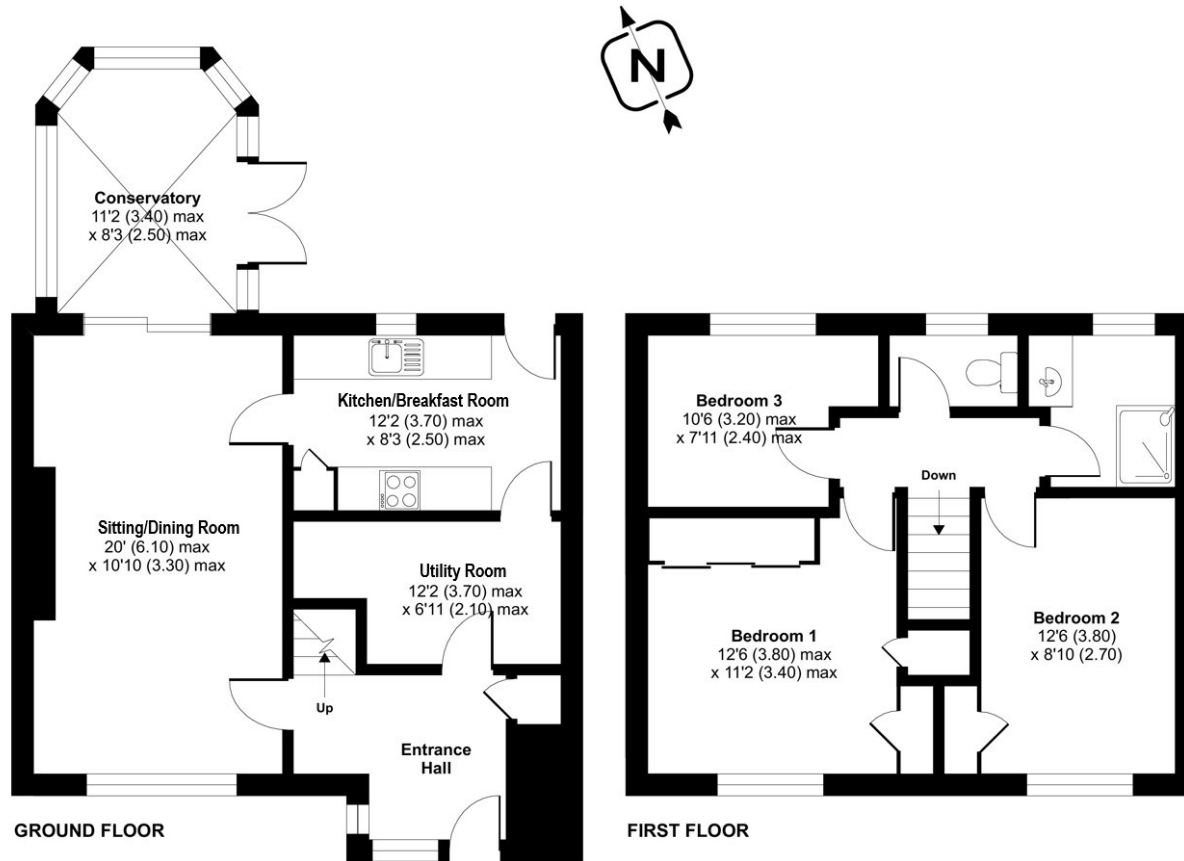 N
Conservatory
11'2 (3.40) max
x 8'3 (2.50) max
Kitchen/Breakfast Room
12'2 (3.70) max
x 8'3 (2.50) max
Sitting/Dining Room
20' (6.10) max
x 10'10 (3.30) max
Utility Room
12'2 (3.70) max
x 6'11 (2.10) max
Up
Entrance
Hall
GROUND FLOOR
Bedroom 3
10'6 (3.20) max
x 7'11 (2.40) max
Down
Bedroom 1
12'6 (3.80) max
x 11'2 (3.40) max
Bedroom 2
12'6 (3.80)
x 8'10 (2.70)
FIRST FLOOR